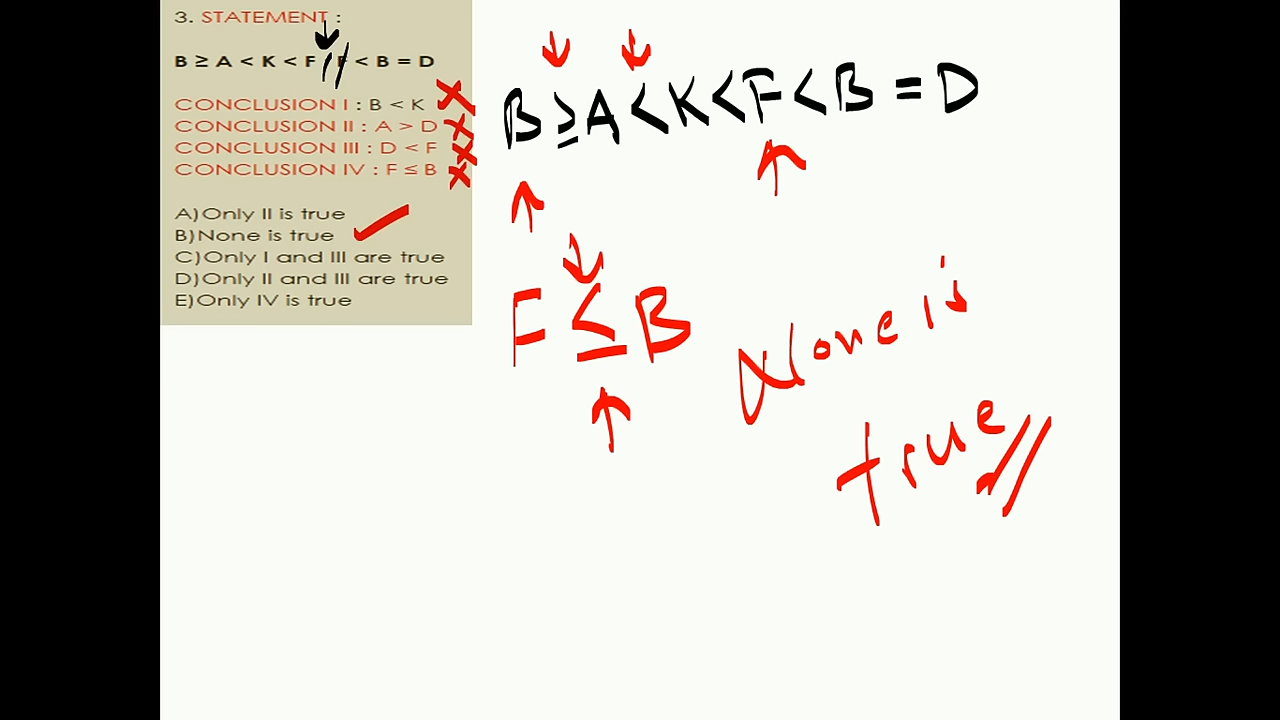 3. STATEMENT :
B ≥ A < K < F < B = D
CONCLUSION I : B < K
CONCLUSION II : A > D
CONCLUSION III : D < F
CONCLUSION IV : F ≤ B
A)Only II is true
B)None is true
C)Only I and III are true
D)Only II and III are true
E)Only IV is true
B ≥ A < K < F < B = D
F ≤ B
None is
true